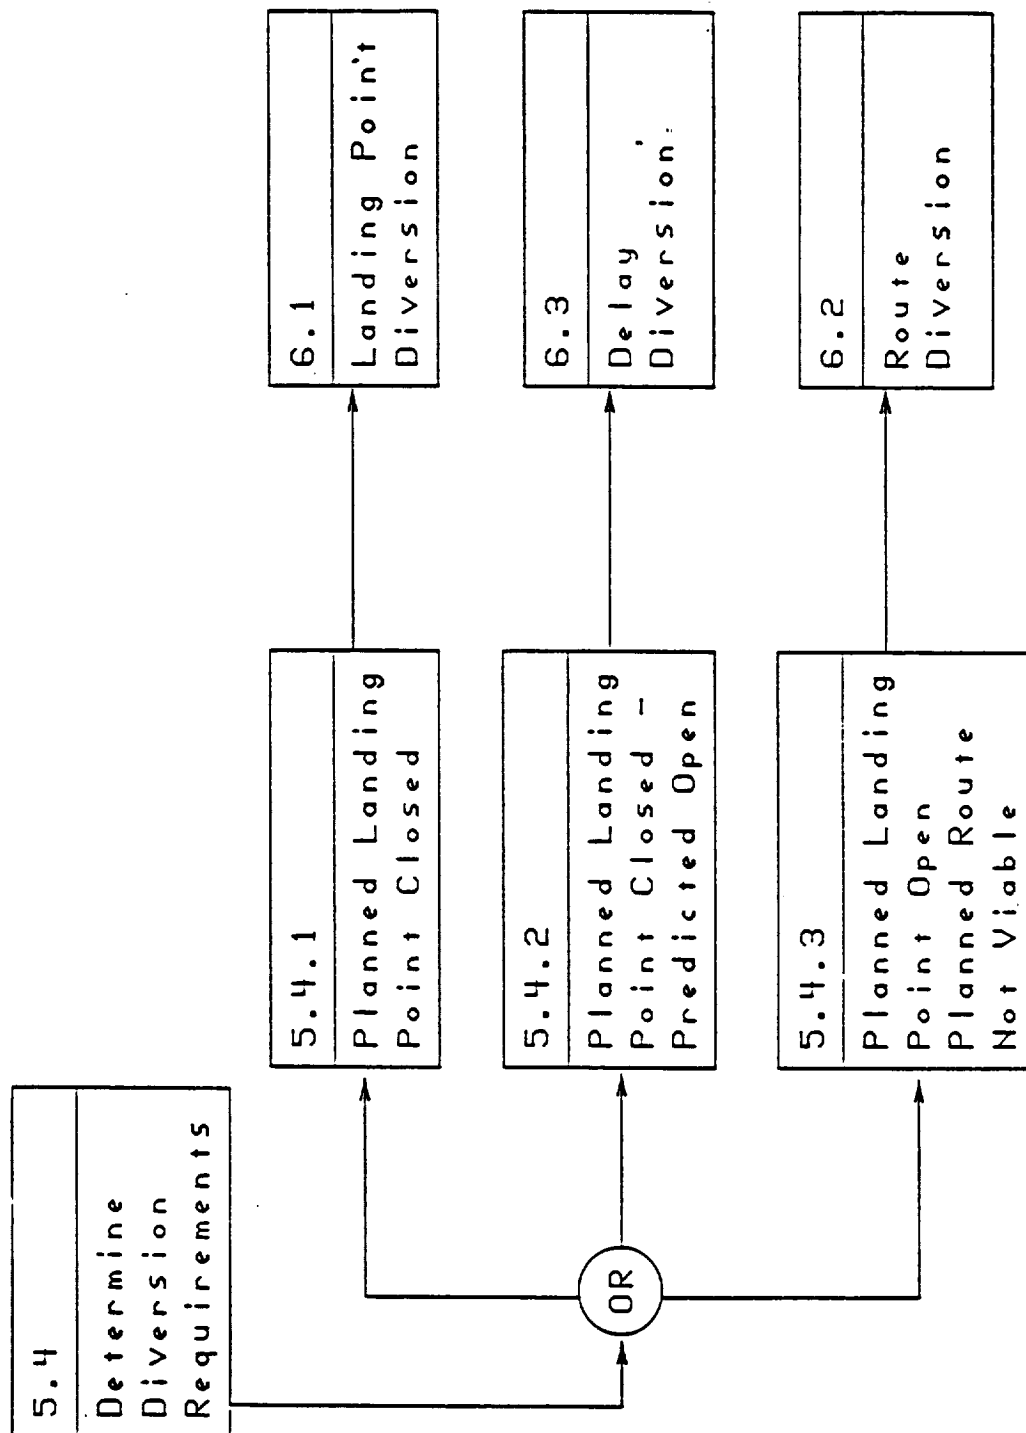 5.4
Determine
Diversion
Requirements
OR
5.4.1
Planned Landing
Point Closed
5.4.2
Planned Landing
Point Closed -
Predicted Open
5.4.3
Planned Landing
Point Open
Planned Route
Not Viable
6.1
Landing Poin't
Diversion
6.3
Delay
Diversion
6.2
Route
Diversion